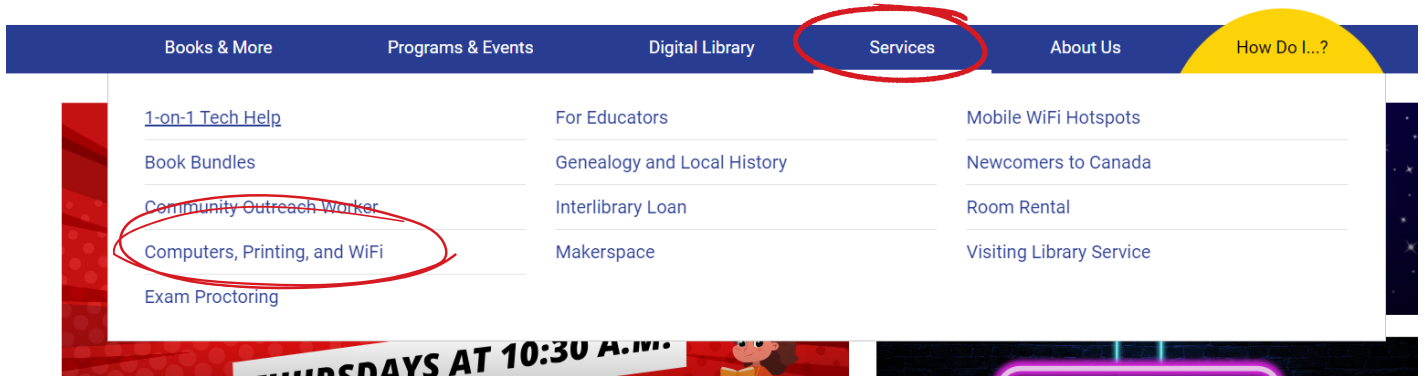 Books & More
Programs & Events
Digital Library
Services
About Us
How Do I...?
1-on-1 Tech Help
Book Bundles
Community Outreach Worker
Computers, Printing, and WiFi
Exam Proctoring
For Educators
Genealogy and Local History
Interlibrary Loan
Makerspace
Mobile WiFi Hotspots
Newcomers to Canada
Room Rental
Visiting Library Service
THURSDAYS AT 10:30 A.M.